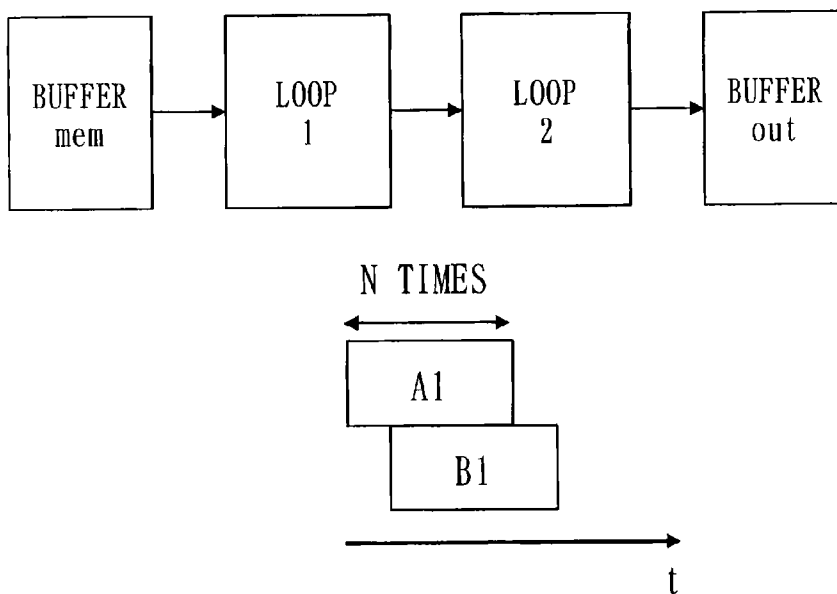 BUFFER
mem
LOOP
1
LOOP
2
BUFFER
out
N TIMES
A1
B1
t